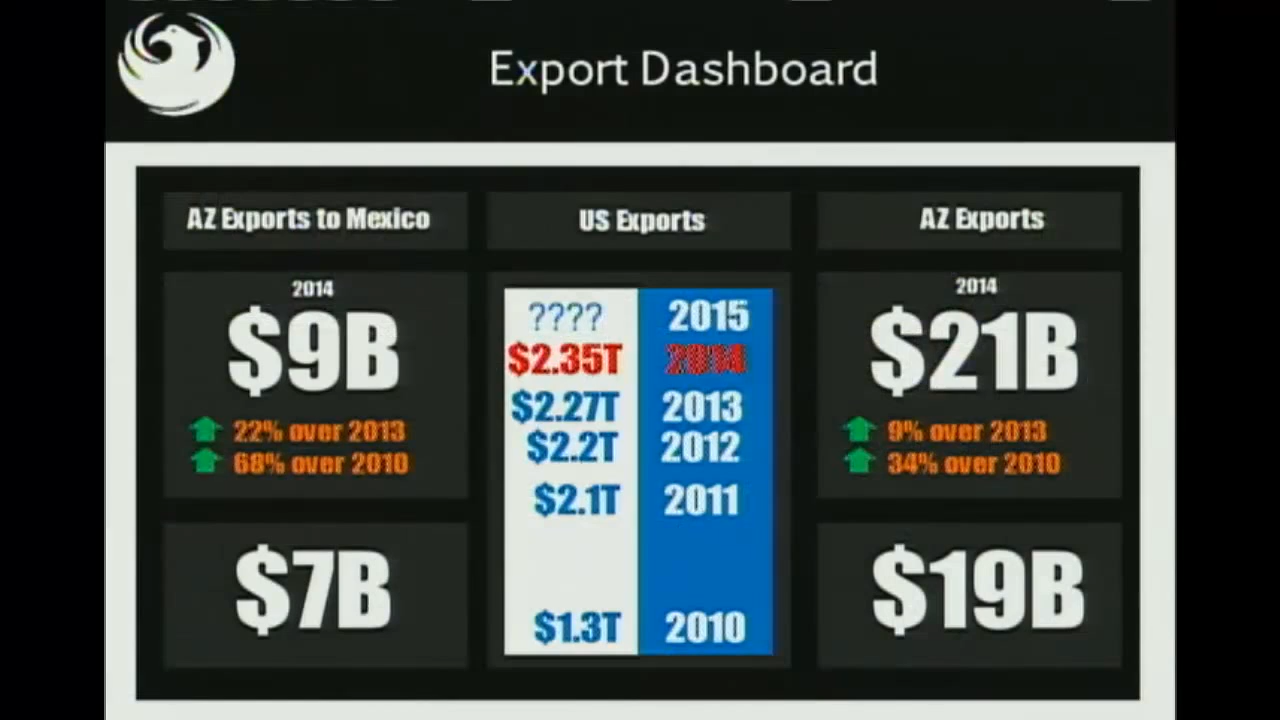 Export Dashboard
AZ Exports to Mexico
2014
$9B
22% over 2013
68% over 2010
$7B
US Exports
???? 2015
$2.35T 2014
$2.27T 2013
$2.2T 2012
$2.1T 2011
$1.3T 2010
AZ Exports
2014
$21B
9% over 2013
34% over 2010
$19B